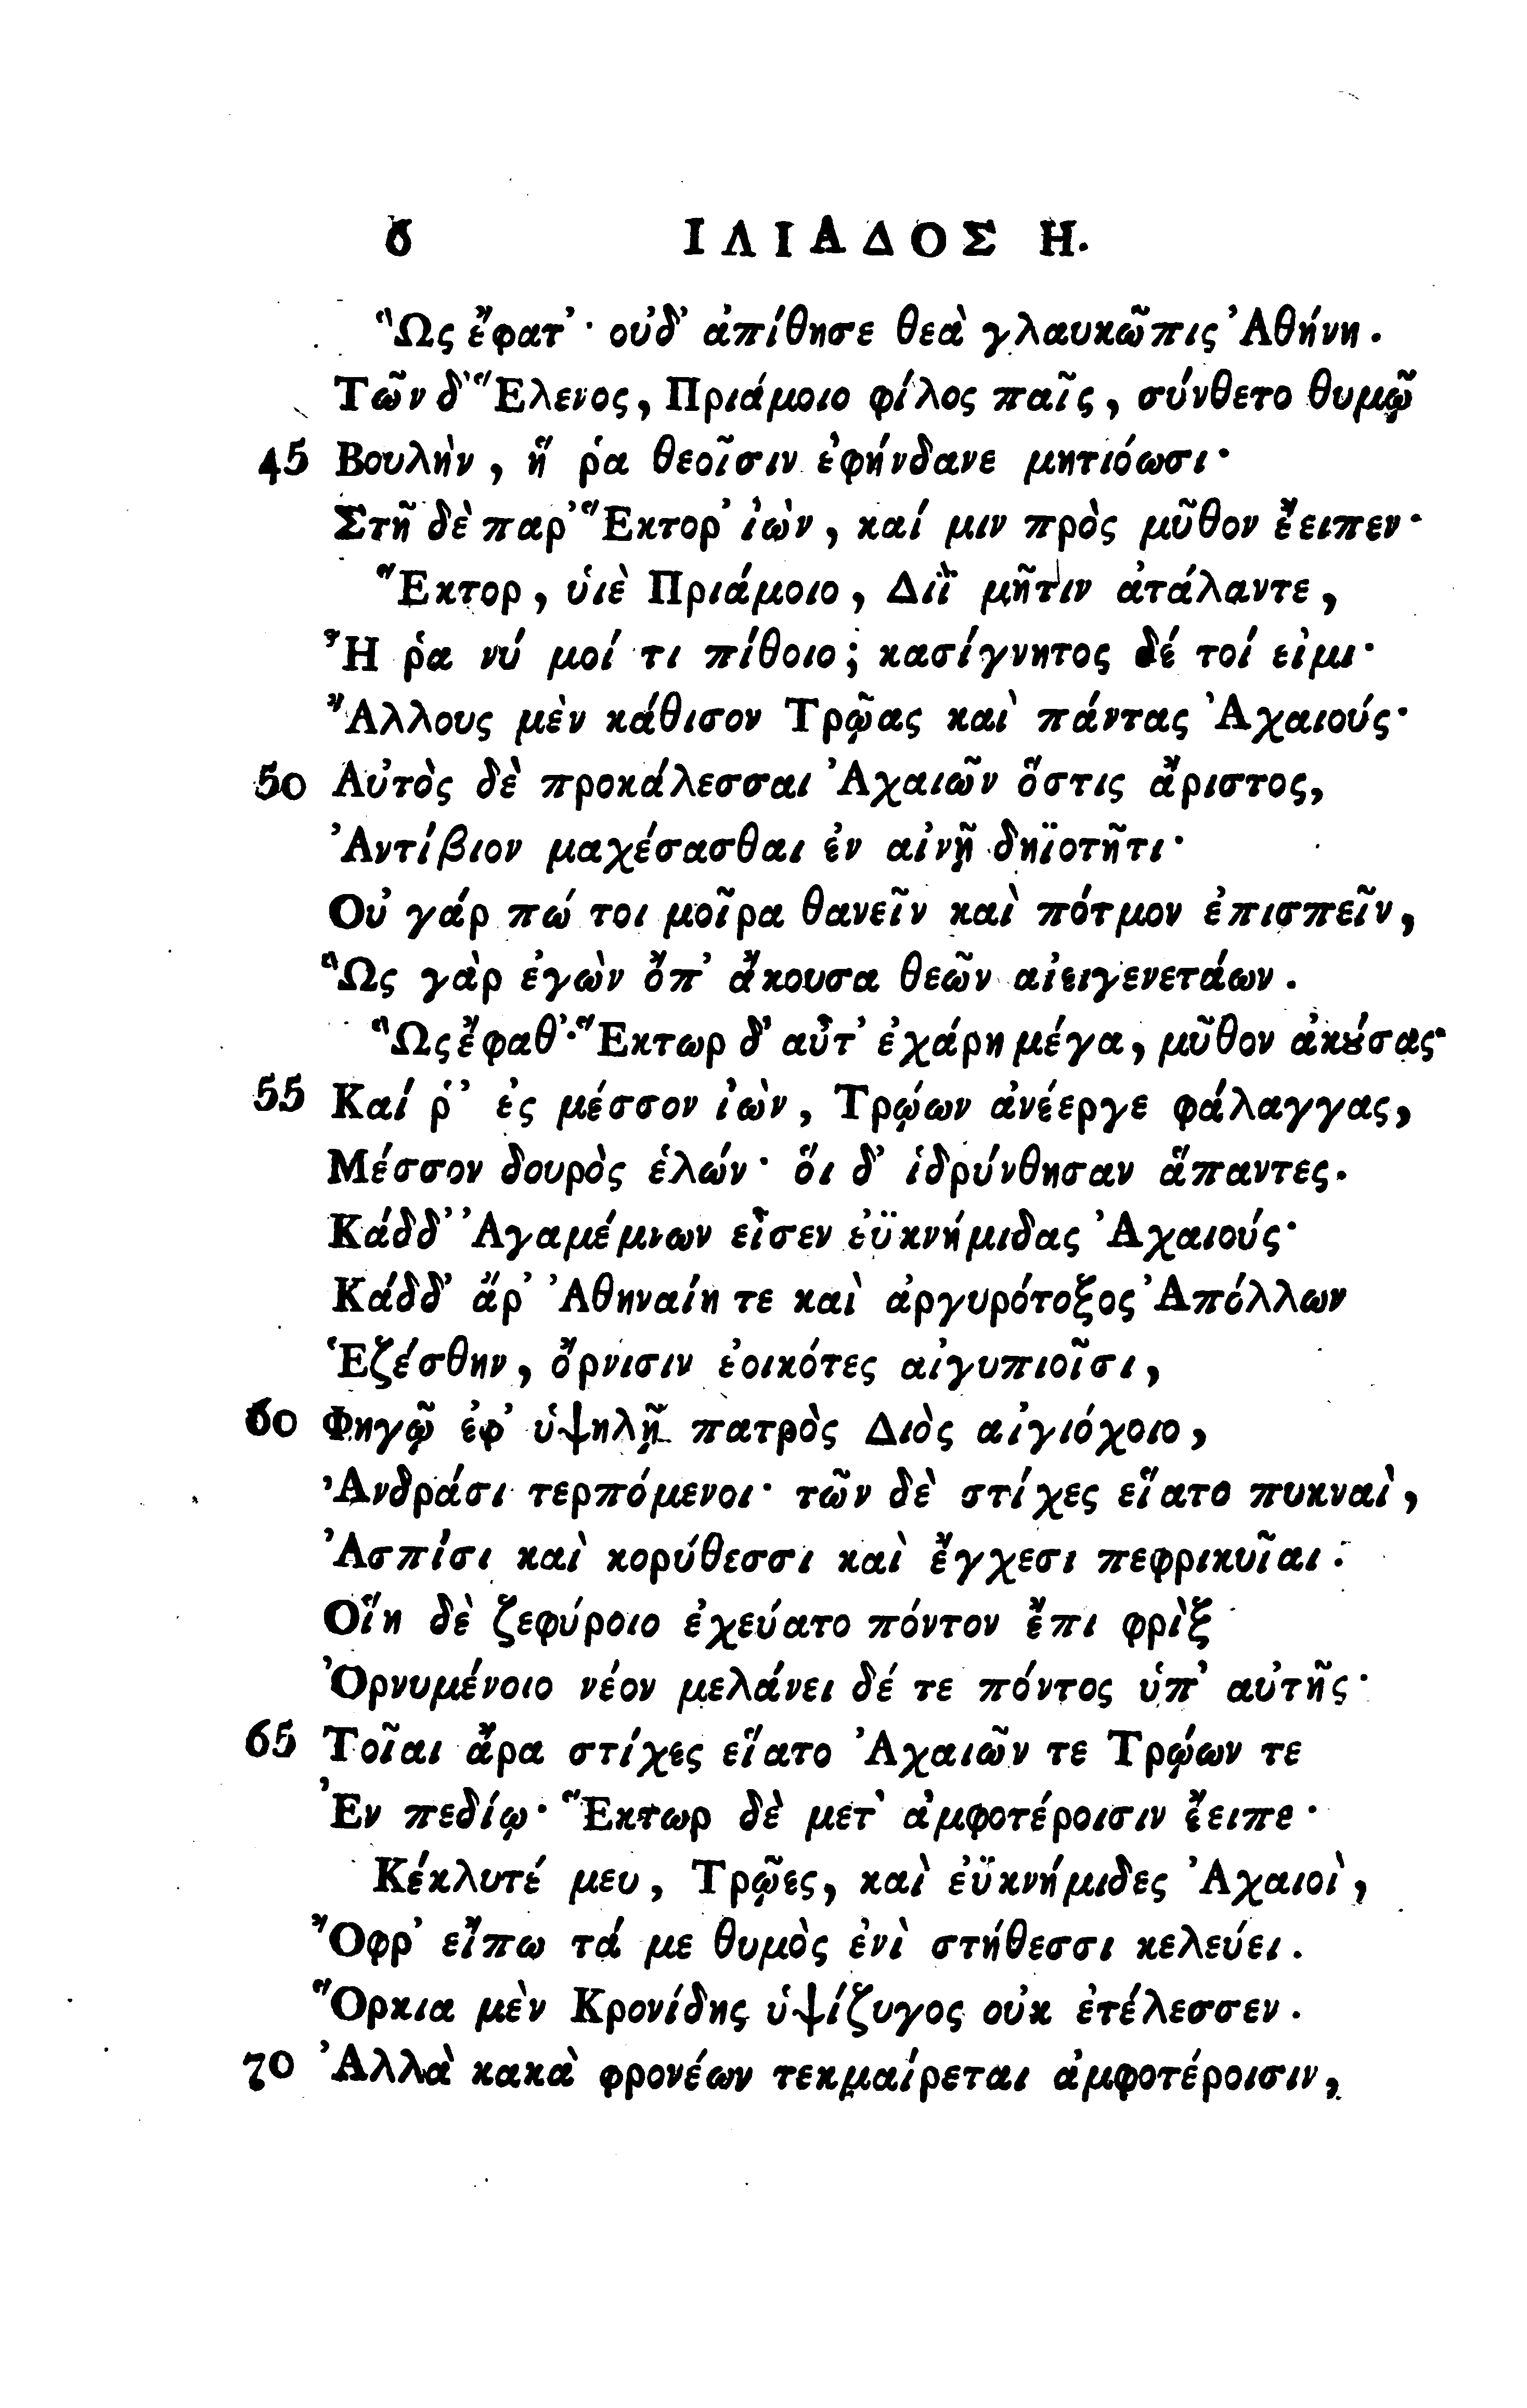 6 ΙΛΙΑΔΟΣ Η.
Ὣς ἔφατ'· οὐδ' ἀπίθησε θεὰ γλαυκῶπις Ἀθήνη.
Τῶν δ' Ἕλενος, Πριάμοιο φίλος παῖς, σύνθετο θυμῷ
45 Βουλὴν, ἥ ῥα θεοῖσιν ἐφήνδανε μητιόωσι·
Στῆ δὲ παρ' Ἕκτορ' ἰὼν, καί μιν πρὸς μῦθον ἔειπεν·
Ἕκτορ, ὑιὲ Πριάμοιο, Διῒ μῆτιν ἀτάλαντε,
Ἦ ῥα νύ μοί τι πίθοιο; κασίγνητος δέ τοί εἰμι·
Ἄλλους μὲν κάθισον Τρῶας καὶ πάντας Ἀχαιούς·
50 Αὐτὸς δὲ προκάλεσσαι Ἀχαιῶν ὅστις ἄριστος,
Ἀντίβιον μαχέσασθαι ἐν αἰνῇ δηϊοτῆτι·
Οὐ γάρ πώ τοι μοῖρα θανεῖν καὶ πότμον ἐπισπεῖν,
Ὣς γὰρ ἐγὼν ὄπ' ἄκουσα θεῶν αἰειγενετάων.
Ὣς ἔφαθ'· Ἕκτωρ δ' αὖτ' ἐχάρη μέγα, μῦθον ἀκȣ́σας·
55 Καί ῥ' ἐς μέσσον ἰὼν, Τρώων ἀνέεργε φάλαγγας,
Μέσσον δουρὸς ἑλών· ὅι δ' ἱδρύνθησαν ἅπαντες.
Κάδδ' Ἀγαμέμνων εἷσεν ἐϋκνήμιδας Ἀχαιούς·
Κάδδ' ἄρ' Ἀθηναίη τε καὶ ἀργυρότοξος Ἀπόλλων
Ἑζέσθην, ὄρνισιν ἐοικότες αἰγυπιοῖσι,
60 Φηγῷ ἐφ' ὑψηλῇ πατρὸς Διὸς αἰγιόχοιο,
Ἀνδράσι τερπόμενοι· τῶν δὲ στίχες εἵατο πυκναὶ,
Ἀσπίσι καὶ κορύθεσσι καὶ ἔγχεσι πεφρικυῖαι·
Οἵη δὲ ζεφύροιο ἐχεύατο πόντον ἔπι φρὶξ
Ὀρνυμένοιο νέον μελάνει δέ τε πόντος ὑπ' αὐτῆς·
65 Τοῖαι ἄρα στίχες εἵατο Ἀχαιῶν τε Τρῴων τε
Ἐν πεδίῳ· Ἕκτωρ δὲ μετ' ἀμφοτέροισιν ἔειπε·
Κέκλυτέ μευ, Τρῶες, καὶ ἐϋκνήμιδες Ἀχαιοὶ,
Ὄφρ' εἴπω τά με θυμὸς ἐνὶ στήθεσσι κελεύει.
Ὅρκια μὲν Κρονίδης ὑψίζυγος οὐκ ἐτέλεσσεν.
70 Ἀλλὰ κακὰ φρονέων τεκμαίρεται ἀμφοτέροισιν,